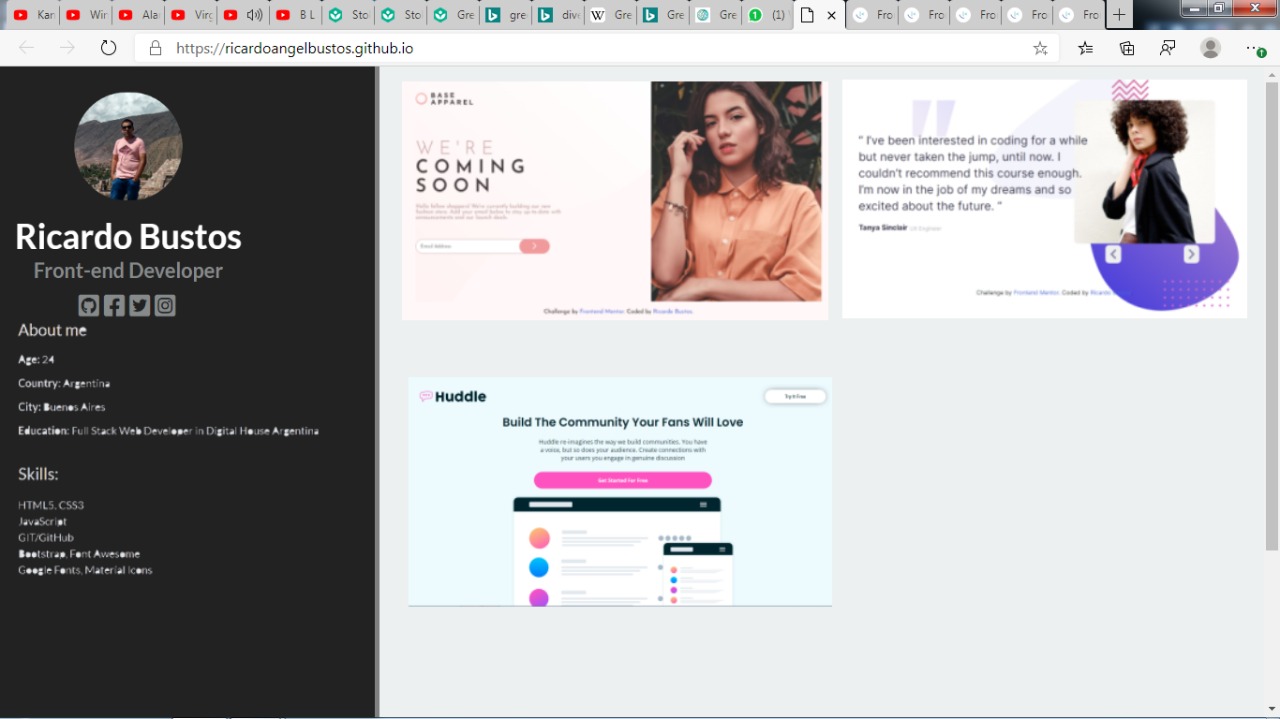 Kar
Vir
Ala
Vir
B L
Sto
Sto
Gre
gre
div
Gre
Gre
Gre
(1)
Fro
Fro
Fro
Fro
Fro
https://ricardoangelbustos.github.io
Ricardo Bustos
Front-end Developer
About me
Age: 24
Country: Argentina
City: Buenos Aires
Education: Full Stack Web Developer in Digital House Argentina
Skills:
HTML5, CSS3
JavaScript
GIT/GitHub
Bootstrap, Font Awesome
Google Fonts, Material Icons
BASE
APPAREL
WE'RE
COMING
SOON
Hello fellow shoppers! We're currently building our new
fashion store. Add your email below to stay up-to-date with
announcements and our launch deals.
Email Address
Challenge by Frontend Mentor. Coded by Ricardo Bustos.
“ I've been interested in coding for a while
but never taken the jump, until now. I
couldn't recommend this course enough.
I'm now in the job of my dreams and so
excited about the future. ”
Tanya Sinclair UX Engineer
Challenge by Frontend Mentor. Coded by Ricardo
Huddle
Try It Free
Build The Community Your Fans Will Love
Huddle re-imagines the way we build communities. You have
a voice, but so does your audience. Create connections with
your users you engage in genuine discussion
Get Started For Free